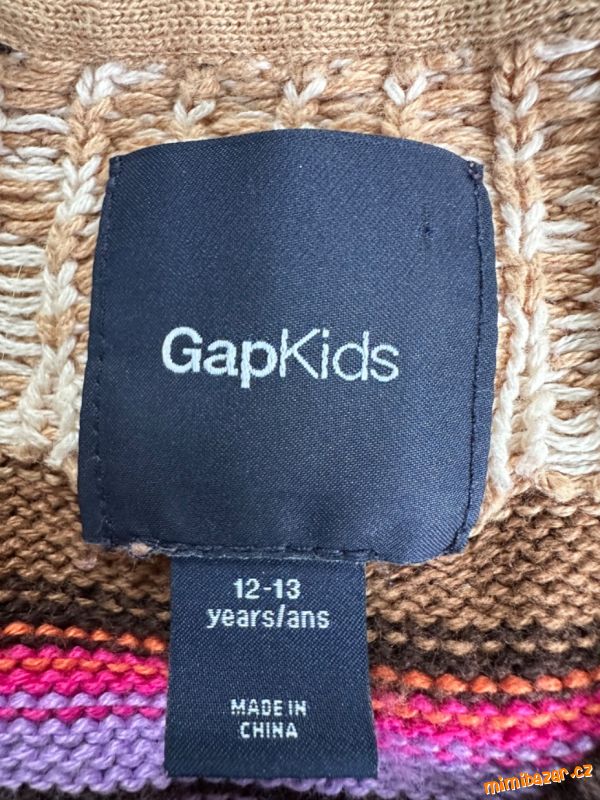 GapKids
12-13
years/ans
MADE IN
CHINA
mimibazar.cz